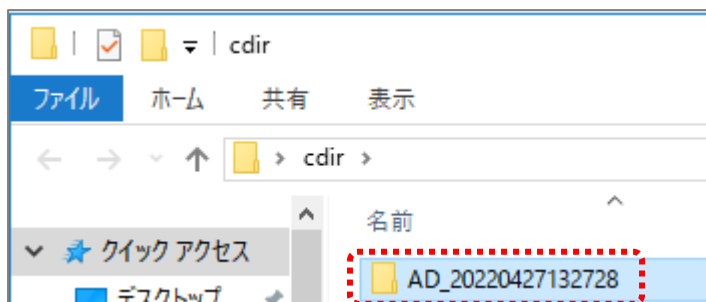 cdir
ファイル ホーム 共有 表示
cdir
名前
クイック アクセス
AD_20220427132728
デスクトップ